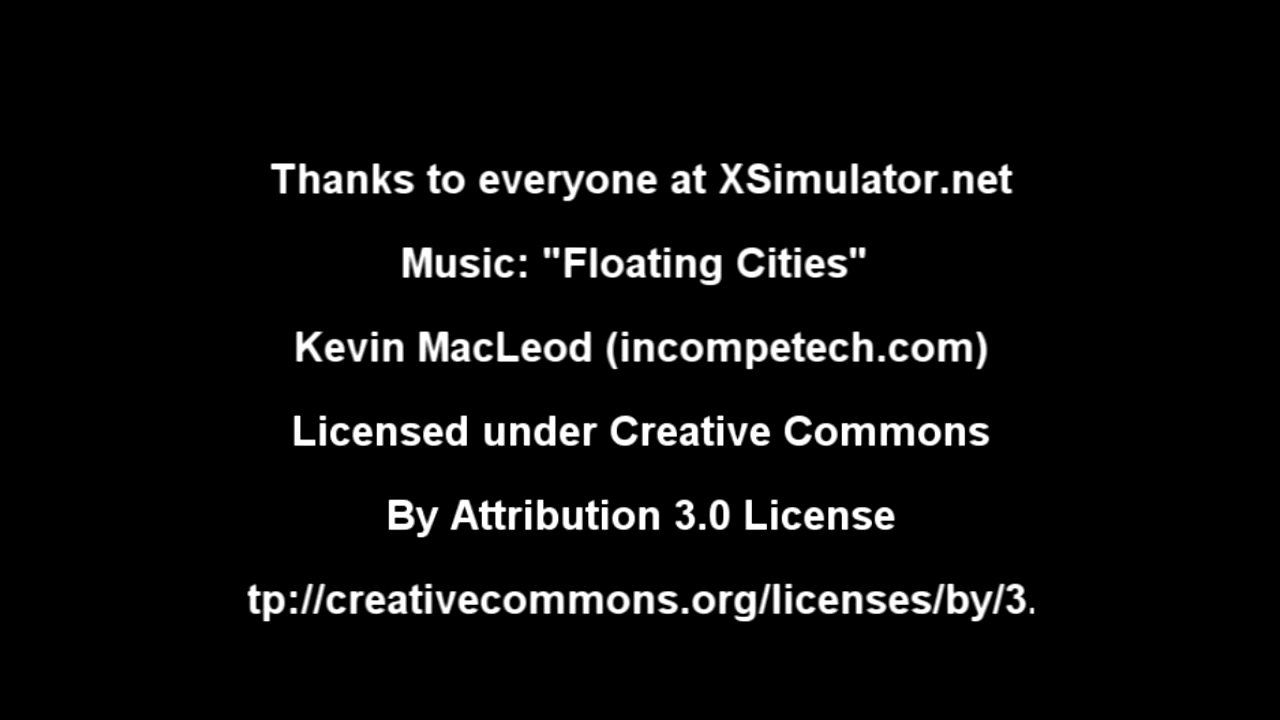 Thanks to everyone at XSimulator.net
Music: "Floating Cities"
Kevin MacLeod (incompetech.com)
Licensed under Creative Commons
By Attribution 3.0 License
tp://creativecommons.org/licenses/by/3.